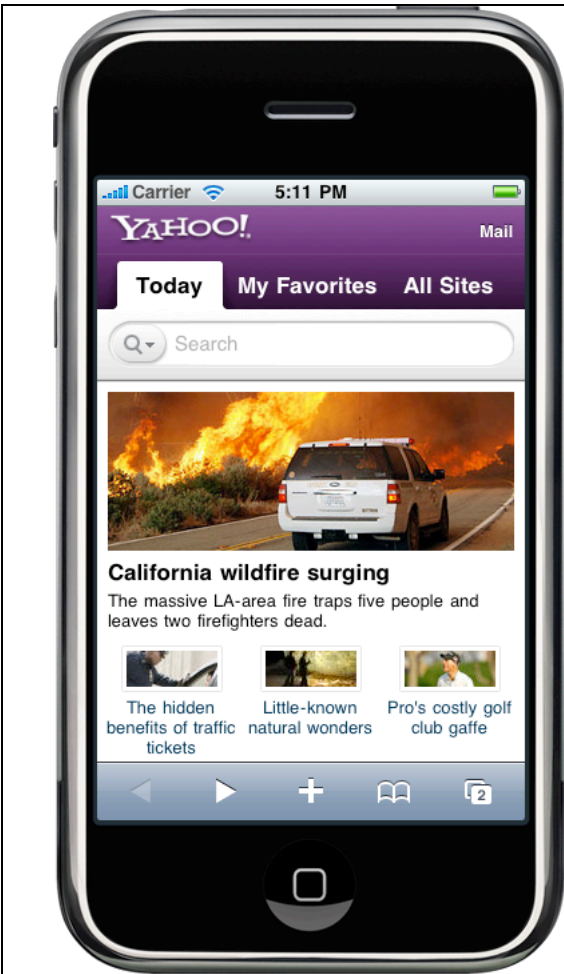 Carrier 5:11 PM
YAHOO! Mail
Today My Favorites All Sites
Search
California wildfire surging
The massive LA-area fire traps five people and
leaves two firefighters dead.
The hidden
benefits of traffic
tickets
Little-known
natural wonders
Pro's costly golf
club gaffe
2